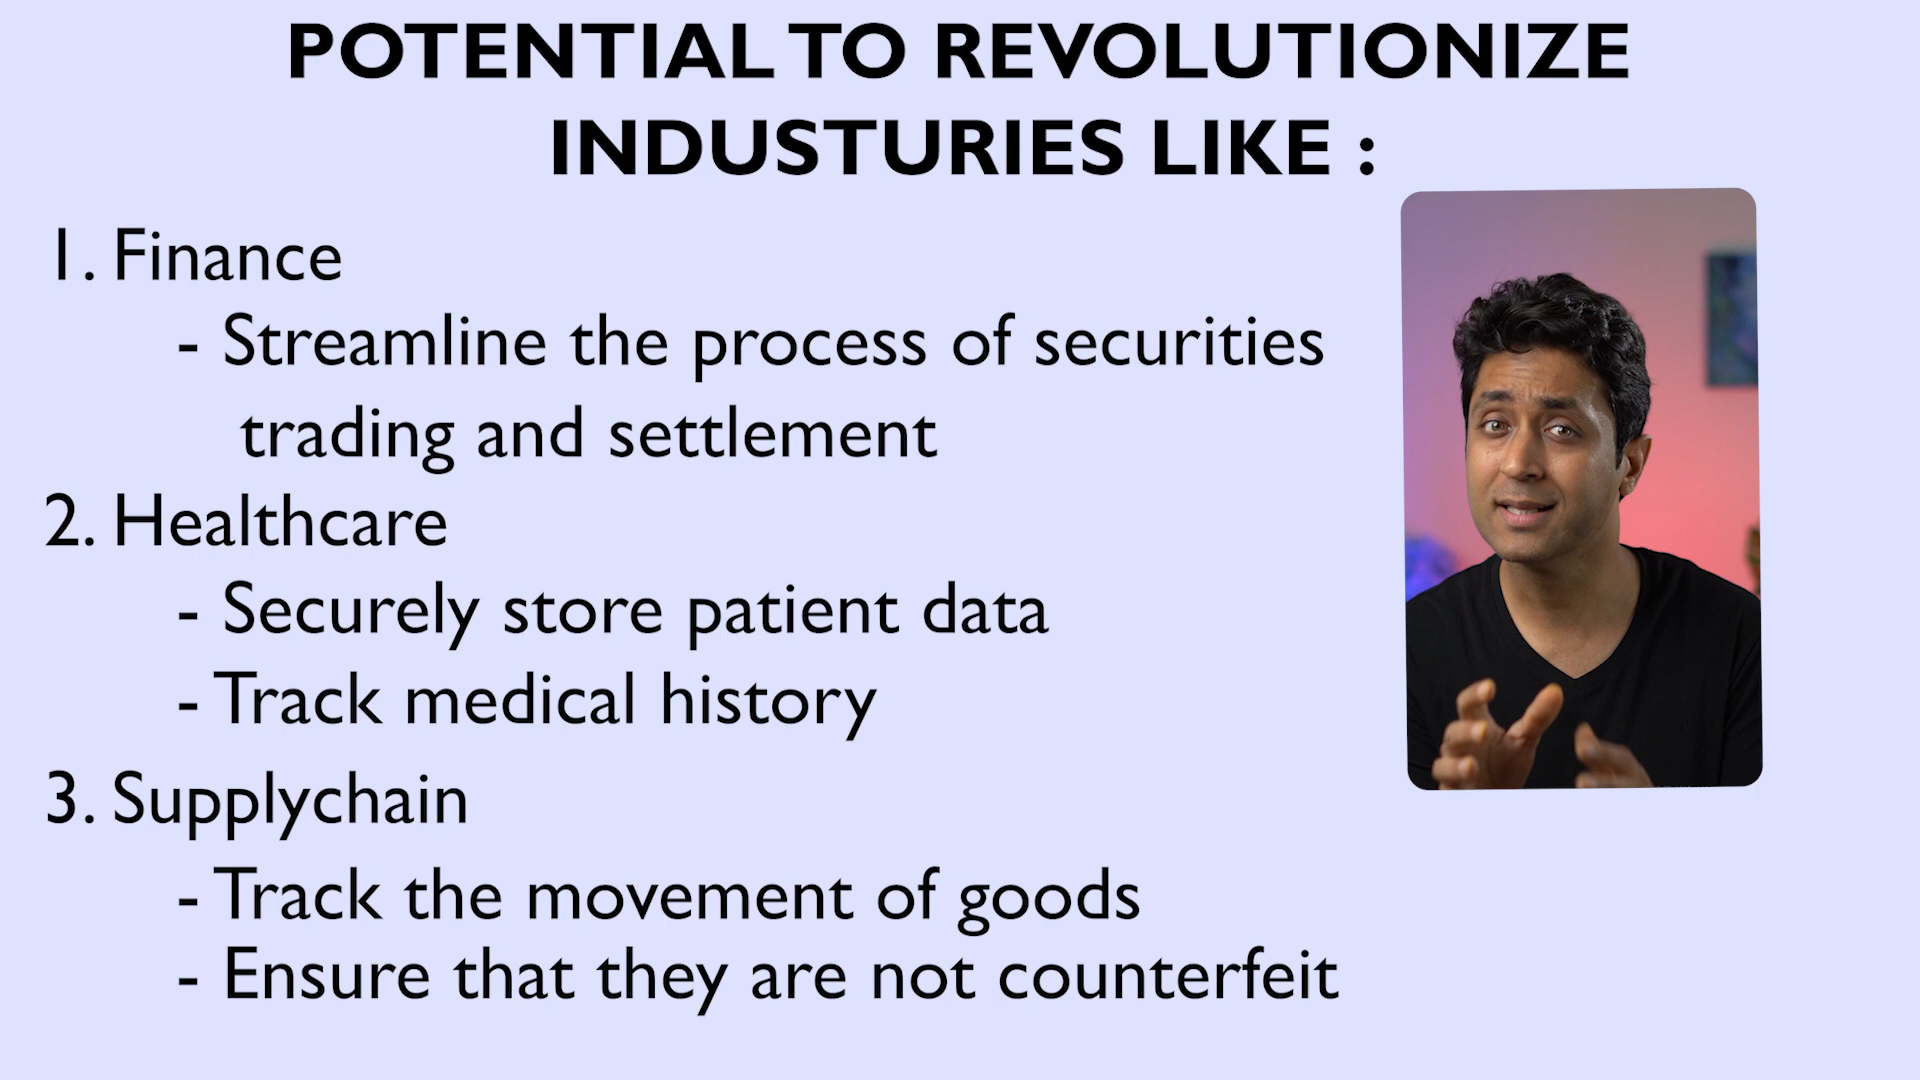 POTENTIAL TO REVOLUTIONIZE
INDUSTURIES LIKE :
1. Finance
- Streamline the process of securities
trading and settlement
2. Healthcare
- Securely store patient data
- Track medical history
3. Supplychain
- Track the movement of goods
- Ensure that they are not counterfeit